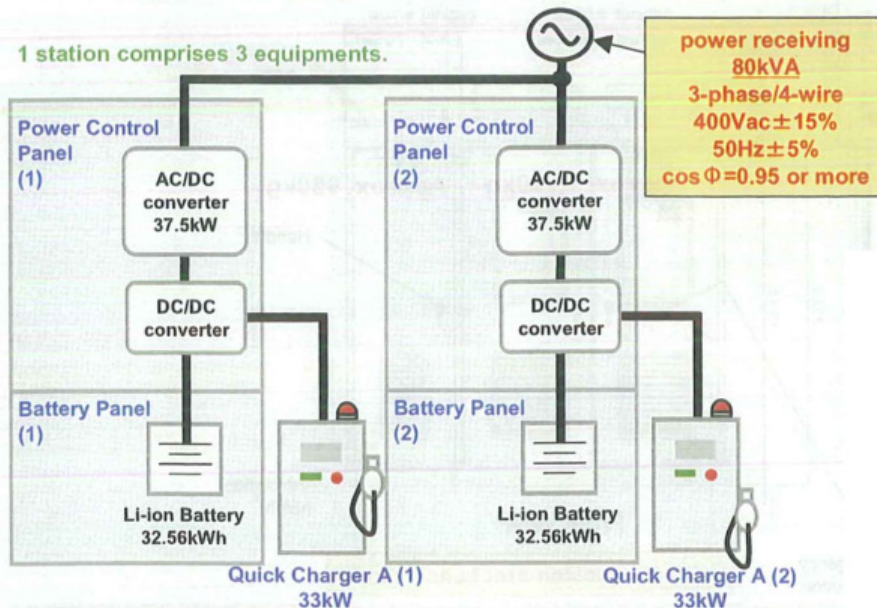 1 station comprises 3 equipments.
power receiving
80kVA
3-phase/4-wire
400Vac±15%
50Hz±5%
cosΦ=0.95 or more
Power Control
Panel
(1)
AC/DC
converter
37.5kW
DC/DC
converter
Battery Panel
(1)
Li-ion Battery
32.56kWh
Quick Charger A (1)
33kW
Power Control
Panel
(2)
AC/DC
converter
37.5kW
DC/DC
converter
Battery Panel
(2)
Li-ion Battery
32.56kWh
Quick Charger A (2)
33kW